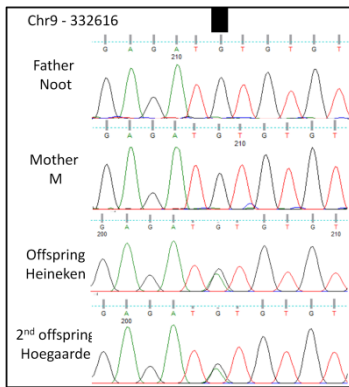 Chr9 - 332616
G A G A T G T G T G T
210
Father
Noot
G A G A T G T G T G T
210
Mother
M
G A G A T G T G T G T
200 210
Offspring
Heineken
G A G A T G T G T G T
200
2nd offspring
Hoegaarde